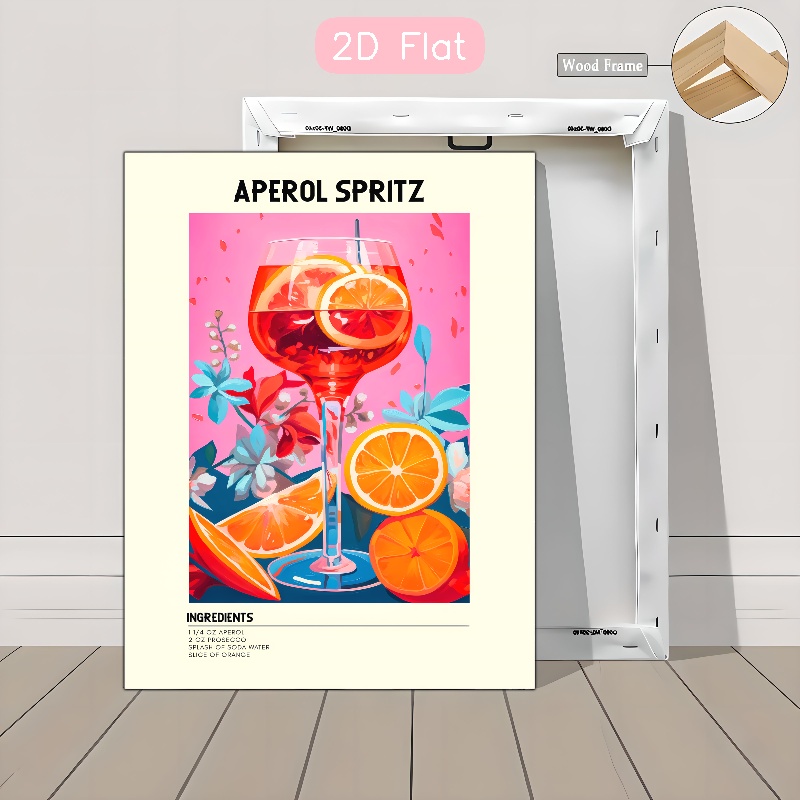 2D Flat
Wood Frame
APEROL SPRITZ
INGREDIENTS
1 1/4 OZ APEROL
2 OZ PROSECCO
SPLASH OF SODA WATER
SLICE OF ORANGE